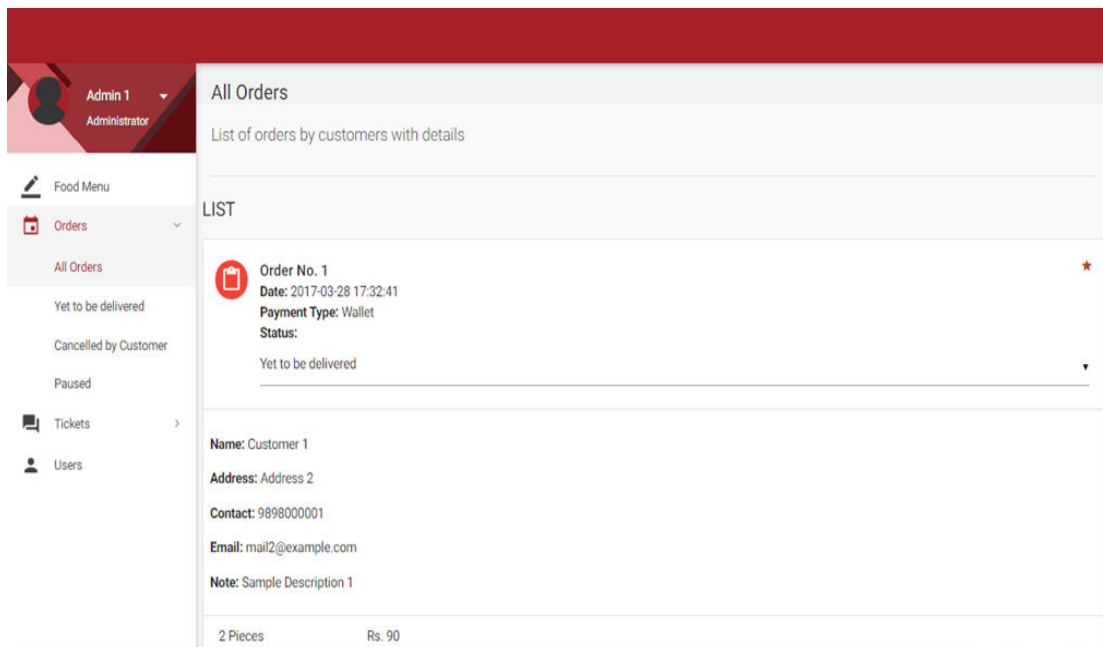 Admin 1
Administrator
Food Menu
Orders
All Orders
Yet to be delivered
Cancelled by Customer
Paused
Tickets
Users
All Orders
List of orders by customers with details
LIST
Order No. 1
Date: 2017-03-28 17:32:41
Payment Type: Wallet
Status:
Yet to be delivered
Name: Customer 1
Address: Address 2
Contact: 9898000001
Email: mail2@example.com
Note: Sample Description 1
2 Pieces Rs. 90